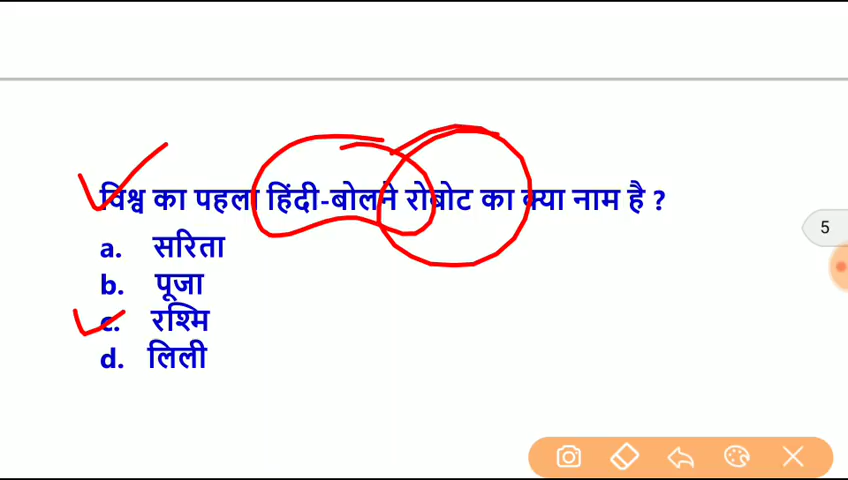 विश्व का पहला हिंदी-बोलने रोबोट का क्या नाम है ?
5
a. सरिता
b. पूजा
c. रश्मि
d. लिली